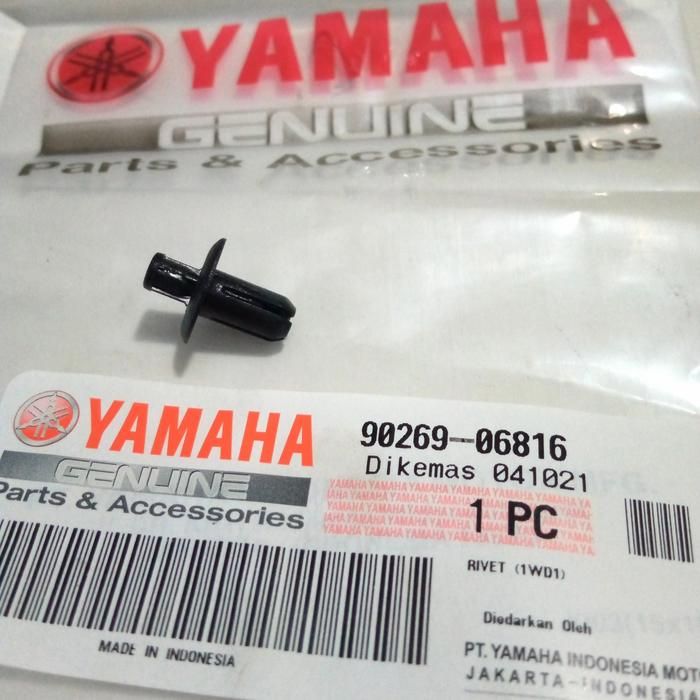 YAMAHA
GENUINE
Parts & Accessories
YAMAHA
GENUINE
Parts & Accessories
90269-06816
Dikemas 041021
1 PC
RIVET (1WD1)
MADE IN INDONESIA
Diedarkan Oleh
PT. YAMAHA INDONESIA MOT
JAKARTA-INDONESIA